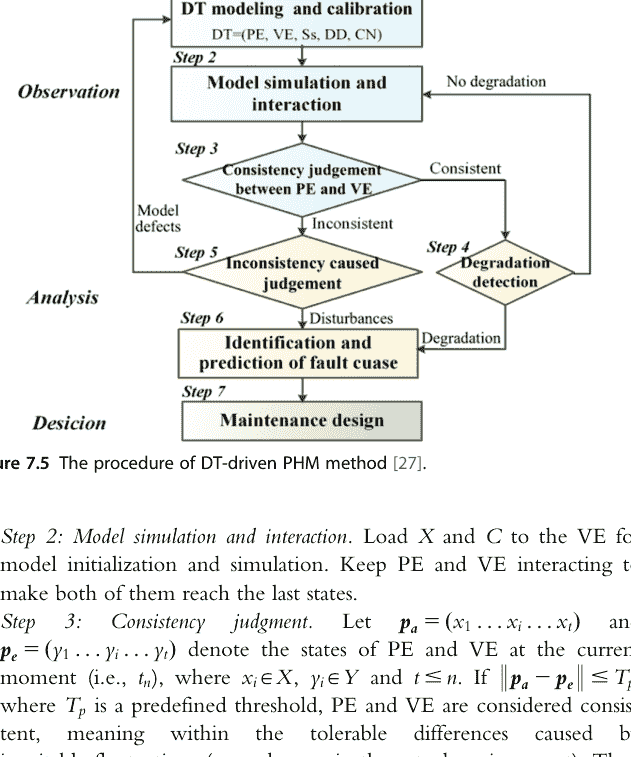 DT modeling and calibration
DT=(PE, VE, Ss, DD, CN)
Step 2
No degradation
Observation
Model simulation and
interaction
Step 3
Consistency judgement
between PE and VE
Consistent
Model
defects
Inconsistent
Step 5
Step 4
Inconsistency caused
judgement
Degradation
detection
Analysis
Step 6
Disturbances
Degradation
Identification and
prediction of fault cuase
Step 7
Desicion
Maintenance design
ure 7.5 The procedure of DT-driven PHM method [27].
Step 2: Model simulation and interaction. Load X and C to the VE fo
model initialization and simulation. Keep PE and VE interacting t
make both of them reach the last states.
Step 3: Consistency judgment. Let pₐ = (x₁ … xᵢ … xₜ) an
pₑ = (γ₁ … γᵢ … γₜ) denote the states of PE and VE at the curren
moment (i.e., tₙ), where xᵢ∈X, γᵢ∈Y and t ≤ n. If ‖pₐ − pₑ‖ ≤ Tₚ
where Tₚ is a predefined threshold, PE and VE are considered consis
tent, meaning within the tolerable differences caused b